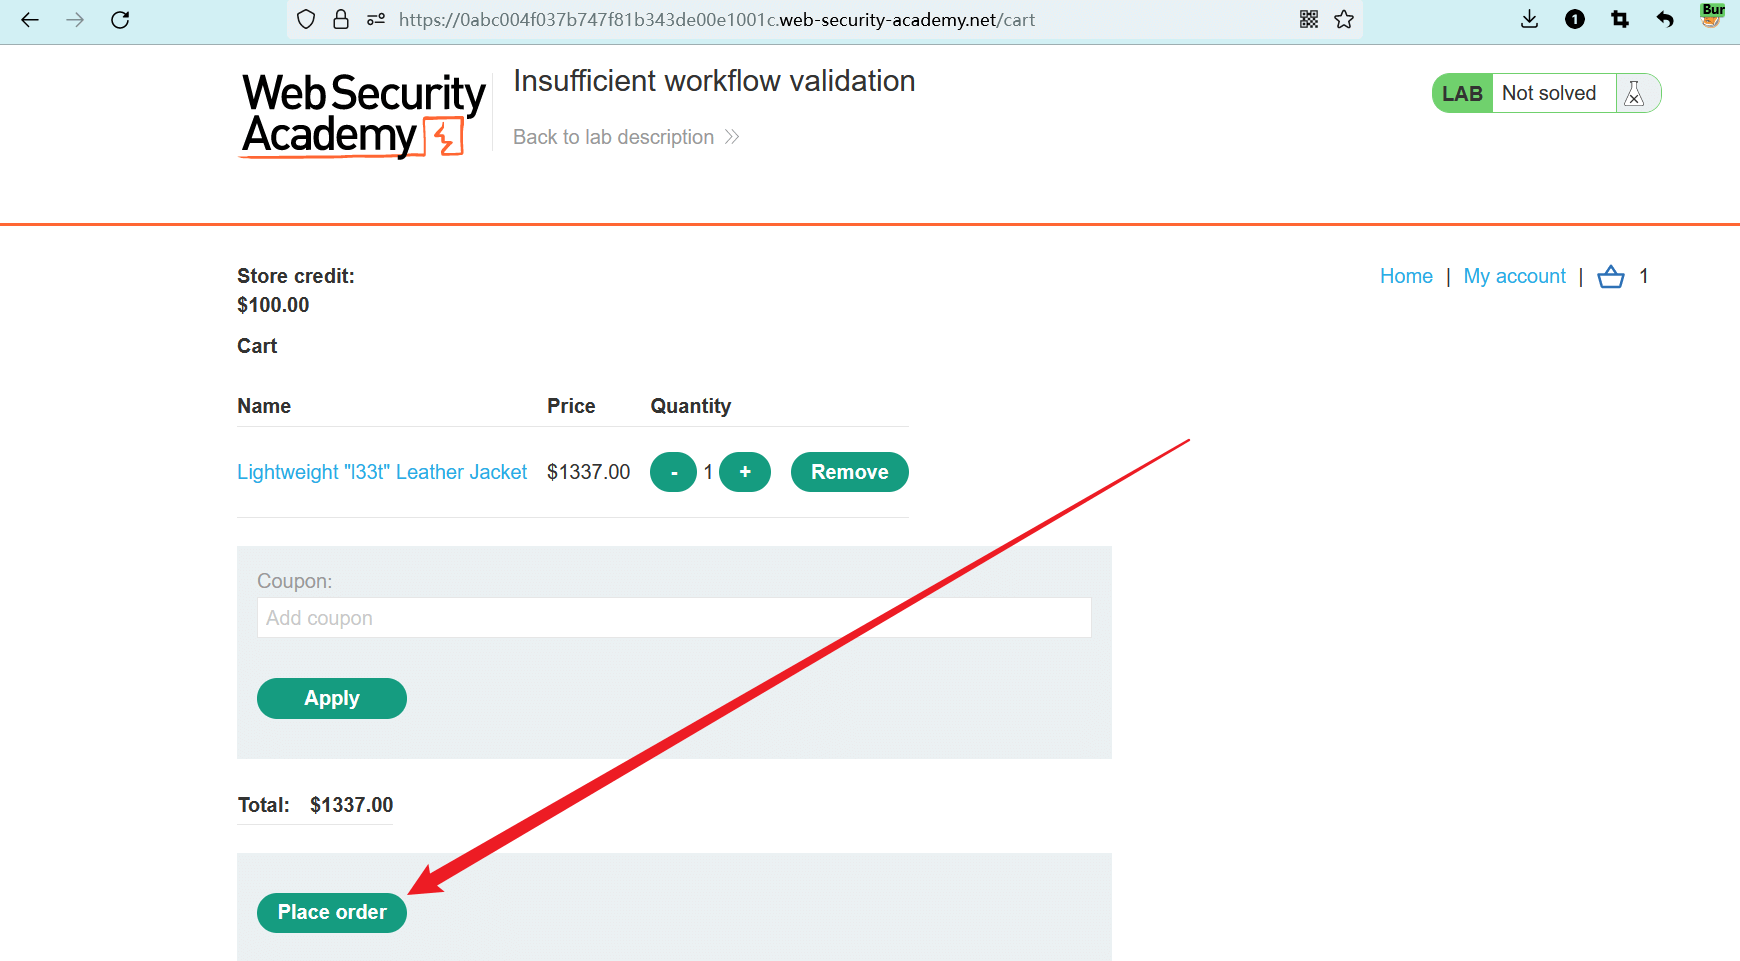 https://0abc004f037b747f81b343de00e1001c.web-security-academy.net/cart
1
Bur
Web Security
Academy
Insufficient workflow validation
Back to lab description
LAB Not solved
Store credit:
$100.00
Home | My account | 1
Cart
Name Price Quantity
Lightweight "l33t" Leather Jacket $1337.00 - 1 + Remove
Coupon:
Add coupon
Apply
Total: $1337.00
Place order